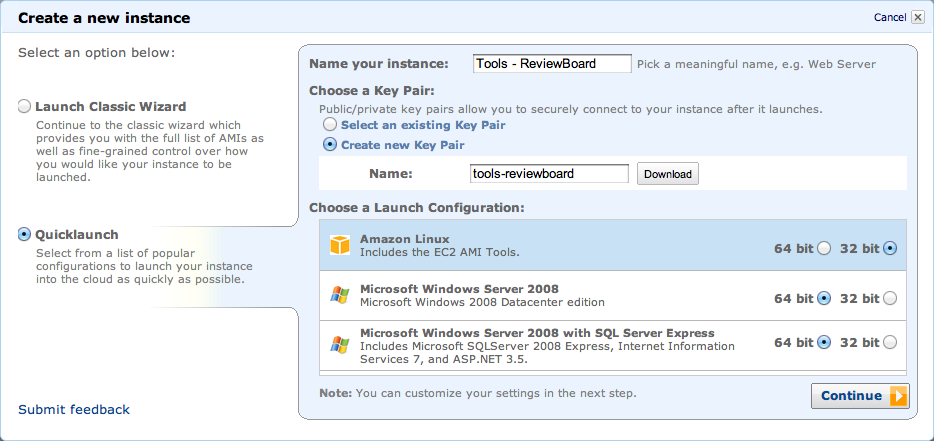 Create a new instance
Cancel
Select an option below:
Launch Classic Wizard
Continue to the classic wizard which
provides you with the full list of AMIs as
well as fine-grained control over how
you would like your instance to be
launched.
Quicklaunch
Select from a list of popular
configurations to launch your instance
into the cloud as quickly as possible.
Submit feedback
Name your instance: Tools - ReviewBoard Pick a meaningful name, e.g. Web Server
Choose a Key Pair:
Public/private key pairs allow you to securely connect to your instance after it launches.
Select an existing Key Pair
Create new Key Pair
Name: tools-reviewboard Download
Choose a Launch Configuration:
Amazon Linux
Includes the EC2 AMI Tools.
64 bit 32 bit
Microsoft Windows Server 2008
Microsoft Windows 2008 Datacenter edition
64 bit 32 bit
Microsoft Windows Server 2008 with SQL Server Express
Includes Microsoft SQLServer 2008 Express, Internet Information
Services 7, and ASP.NET 3.5.
64 bit 32 bit
Note: You can customize your settings in the next step.
Continue